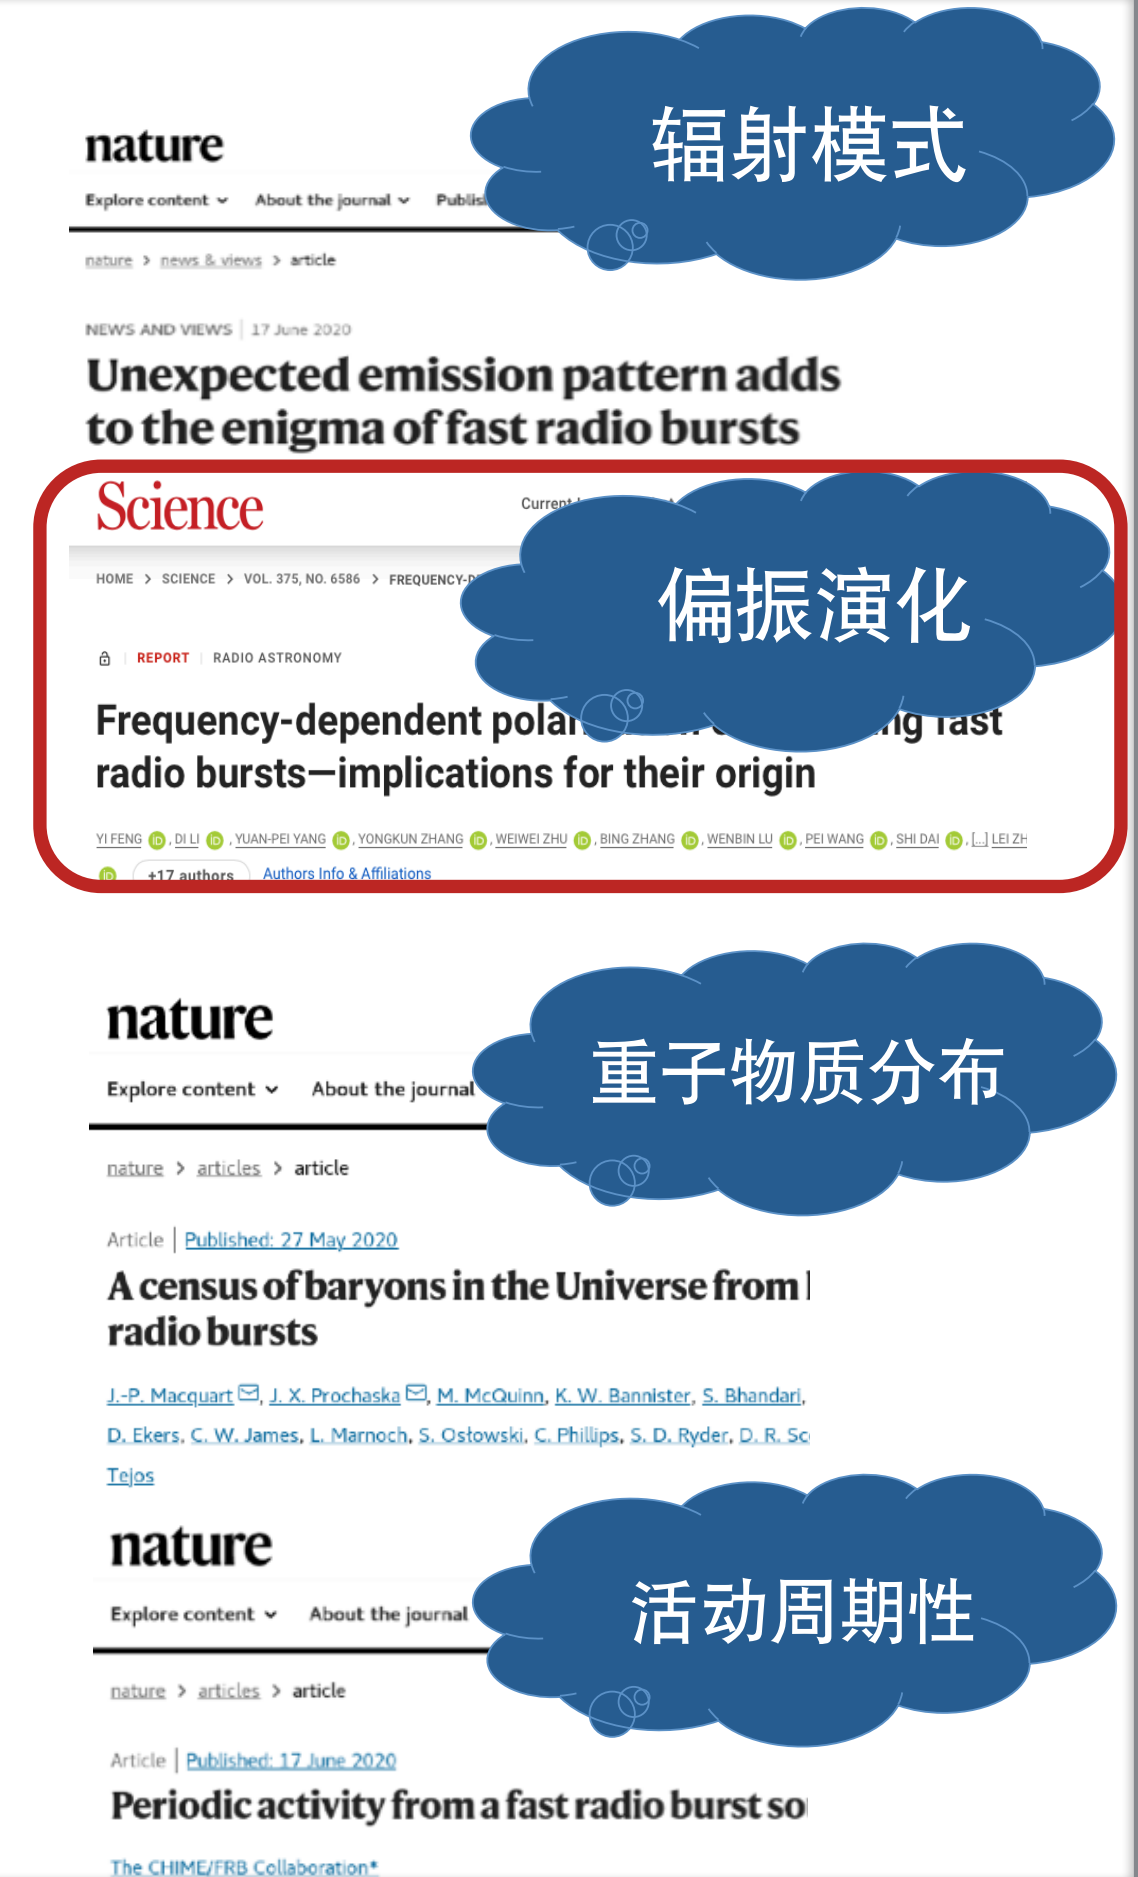 辐射模式
nature
Explore content About the journal
nature > news & views > article
NEWS AND VIEWS | 17 June 2020
Unexpected emission pattern adds
to the enigma of fast radio bursts
Science
偏振演化
HOME > SCIENCE > VOL. 375, NO. 6586 >
REPORT | RADIO ASTRONOMY
Frequency-dependent fast
radio bursts—implications for their origin
YI FENG, DI LI, YUAN-PEI YANG, YONGKUN ZHANG, WEIWEI ZHU, BING ZHANG, WENBIN LU, PEI WANG, SHI DAI, [...] LEI
+17 authors Authors Info & Affiliations
nature
重子物质分布
Explore content About the journal
nature > articles > article
Article | Published: 27 May 2020
A census of baryons in the Universe from
radio bursts
J.-P. Macquart, J. X. Prochaska, M. McQuinn, K. W. Bannister, S. Bhandari,
D. Ekers, C. W. James, L. Marnoch, S. Osłowski, C. Phillips, S. D. Ryder, D. R.
Tejos
nature
活动周期性
Explore content About the journal
nature > articles > article
Article | Published: 17 June 2020
Periodic activity from a fast radio burst
The CHIME/FRB Collaboration*